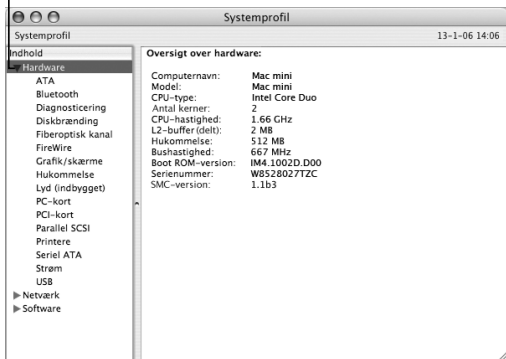 Systemprofil
Systemprofil 13-1-06 14:06
Indhold
Hardware
ATA
Bluetooth
Diagnosticering
Diskbrænding
Fiberoptisk kanal
FireWire
Grafik/skærme
Hukommelse
Lyd (indbygget)
PC-kort
PCI-kort
Parallel SCSI
Printere
Seriel ATA
Strøm
USB
Netværk
Software
Oversigt over hardware:
Computernavn: Mac mini
Model: Mac mini
CPU-type: Intel Core Duo
Antal kerner: 2
CPU-hastighed: 1.66 GHz
L2-buffer(delt): 2 MB
Hukommelse: 512 MB
Bushastighed: 667 MHz
Boot ROM-version: IM4.1002D.D00
Serienummer: W8528027TZC
SMC-version: 1.1b3